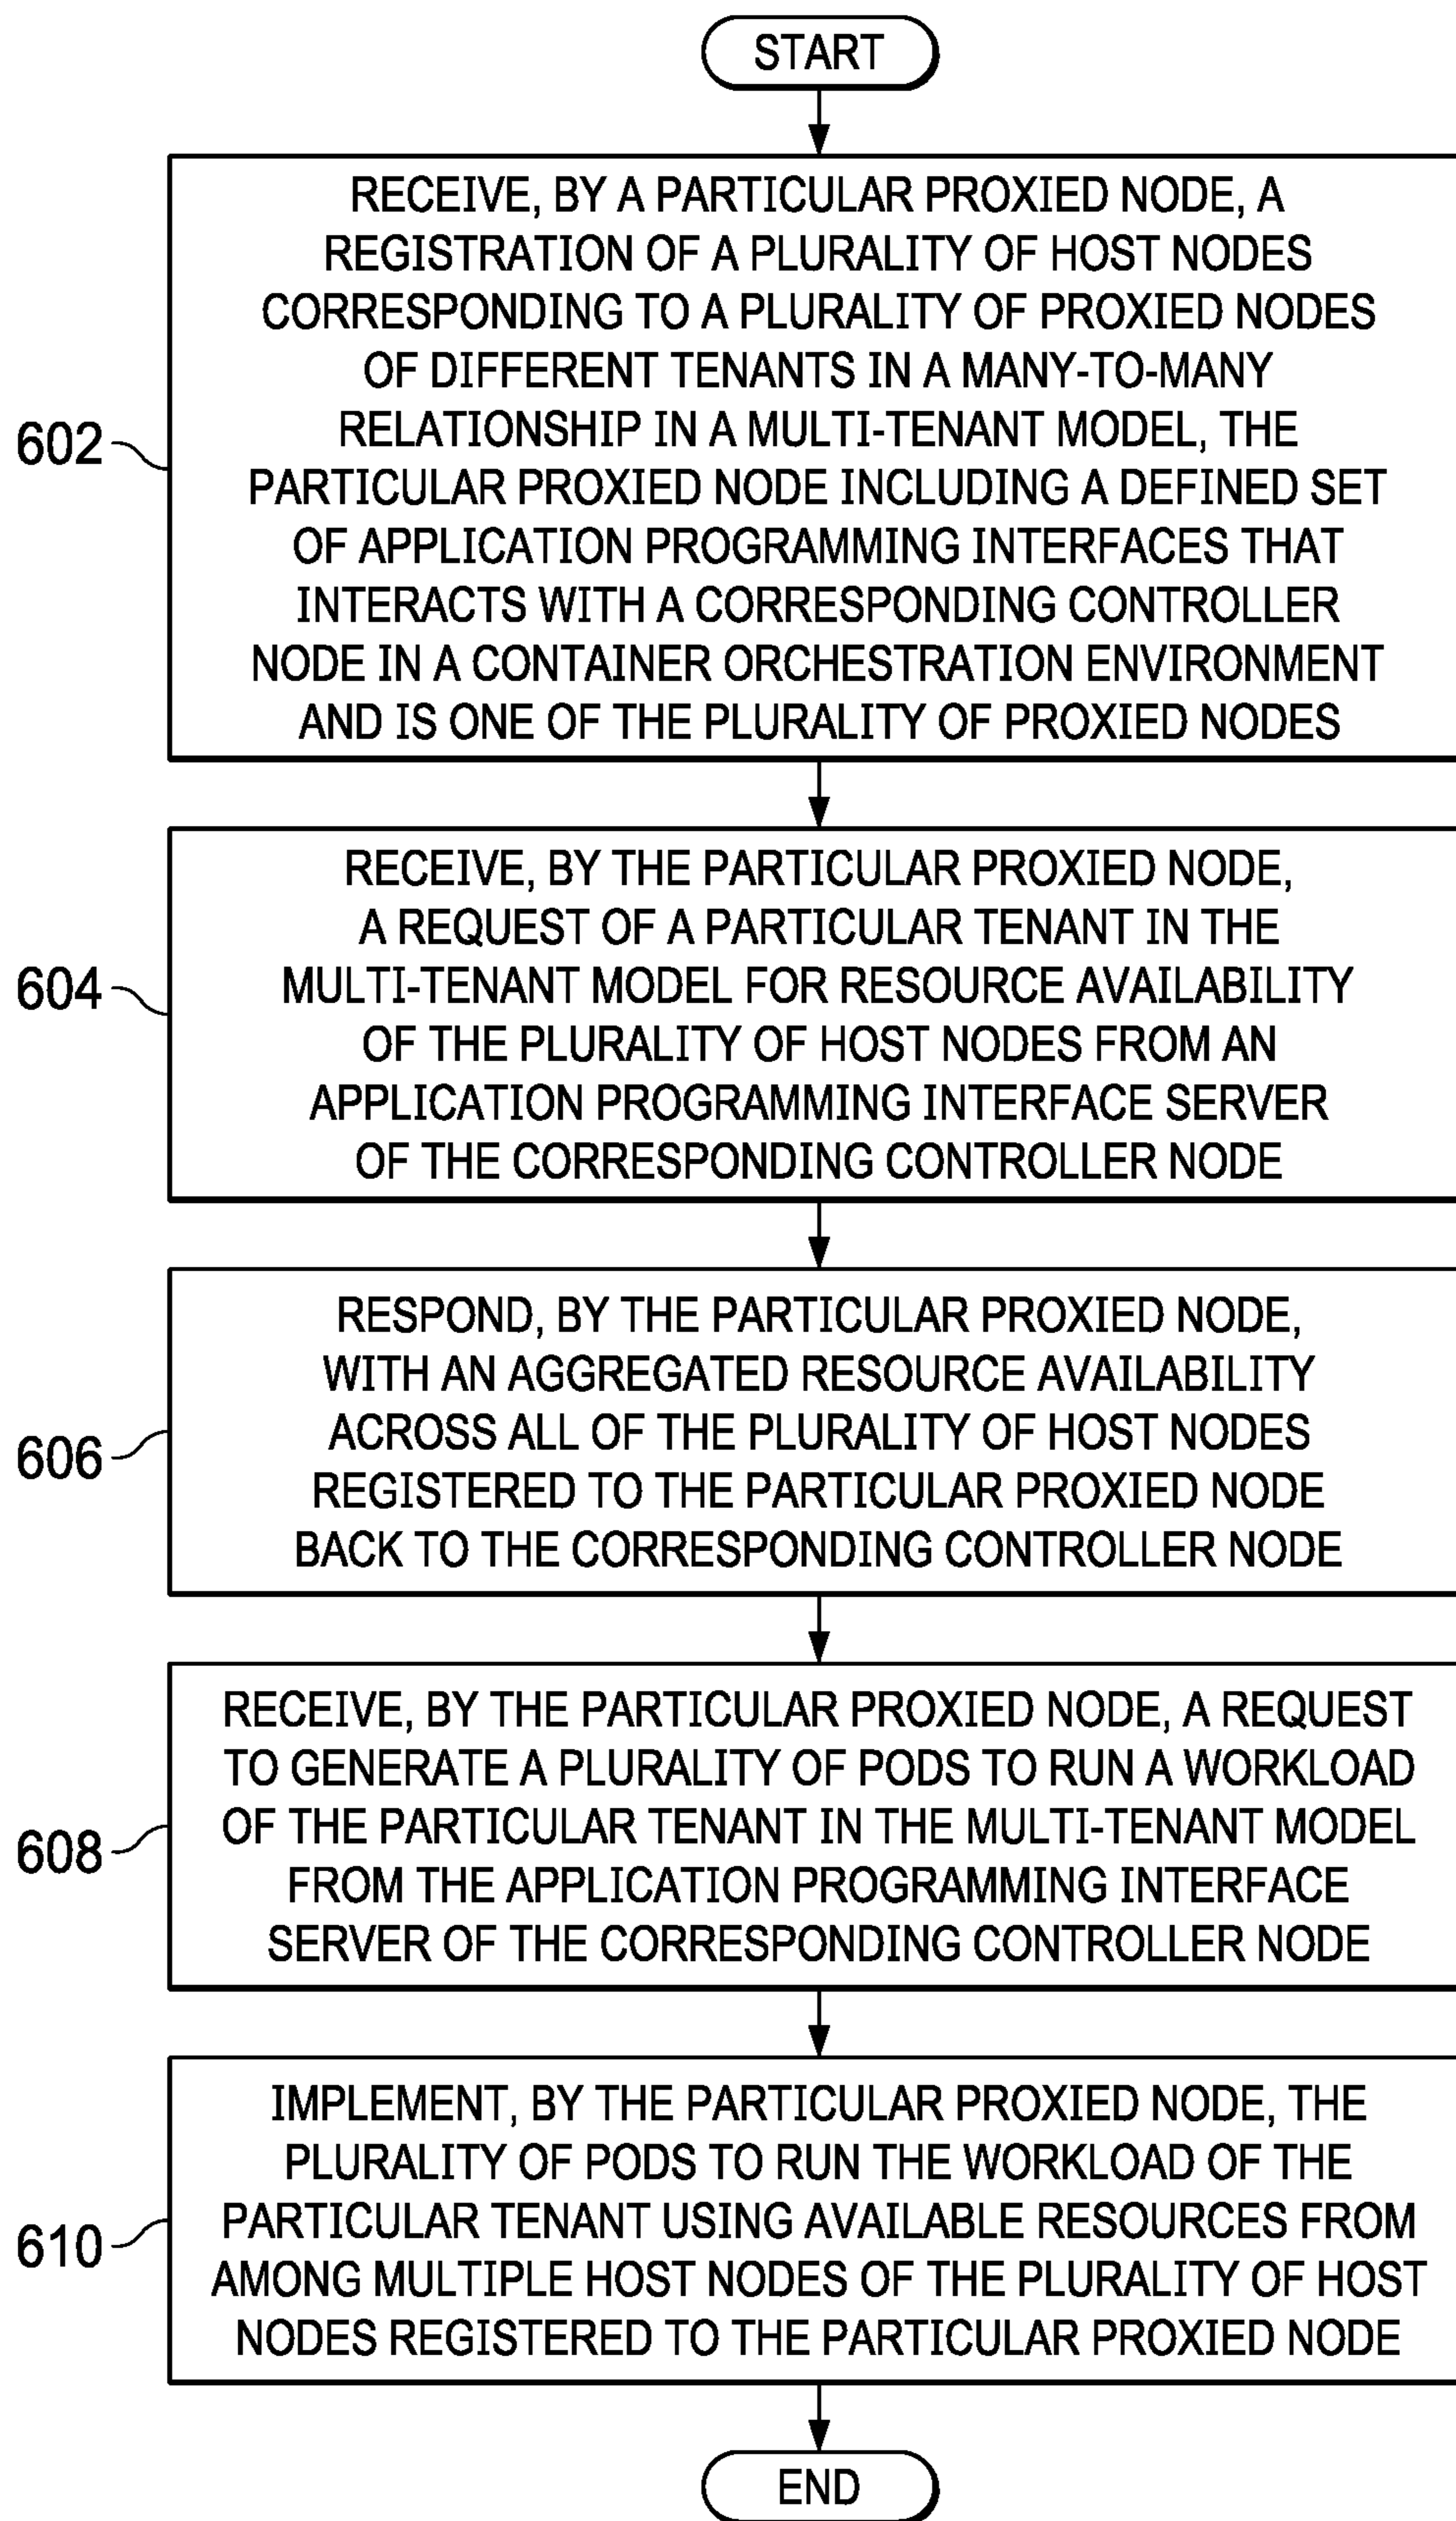 START
RECEIVE, BY A PARTICULAR PROXIED NODE, A
REGISTRATION OF A PLURALITY OF HOST NODES
CORRESPONDING TO A PLURALITY OF PROXIED NODES
OF DIFFERENT TENANTS IN A MANY-TO-MANY
RELATIONSHIP IN A MULTI-TENANT MODEL, THE
PARTICULAR PROXIED NODE INCLUDING A DEFINED SET
OF APPLICATION PROGRAMMING INTERFACES THAT
INTERACTS WITH A CORRESPONDING CONTROLLER
NODE IN A CONTAINER ORCHESTRATION ENVIRONMENT
AND IS ONE OF THE PLURALITY OF PROXIED NODES
602
RECEIVE, BY THE PARTICULAR PROXIED NODE,
A REQUEST OF A PARTICULAR TENANT IN THE
MULTI-TENANT MODEL FOR RESOURCE AVAILABILITY
OF THE PLURALITY OF HOST NODES FROM AN
APPLICATION PROGRAMMING INTERFACE SERVER
OF THE CORRESPONDING CONTROLLER NODE
604
RESPOND, BY THE PARTICULAR PROXIED NODE,
WITH AN AGGREGATED RESOURCE AVAILABILITY
ACROSS ALL OF THE PLURALITY OF HOST NODES
REGISTERED TO THE PARTICULAR PROXIED NODE
BACK TO THE CORRESPONDING CONTROLLER NODE
606
RECEIVE, BY THE PARTICULAR PROXIED NODE, A REQUEST
TO GENERATE A PLURALITY OF PODS TO RUN A WORKLOAD
OF THE PARTICULAR TENANT IN THE MULTI-TENANT MODEL
FROM THE APPLICATION PROGRAMMING INTERFACE
SERVER OF THE CORRESPONDING CONTROLLER NODE
608
IMPLEMENT, BY THE PARTICULAR PROXIED NODE, THE
PLURALITY OF PODS TO RUN THE WORKLOAD OF THE
PARTICULAR TENANT USING AVAILABLE RESOURCES FROM
AMONG MULTIPLE HOST NODES OF THE PLURALITY OF HOST
NODES REGISTERED TO THE PARTICULAR PROXIED NODE
610
END